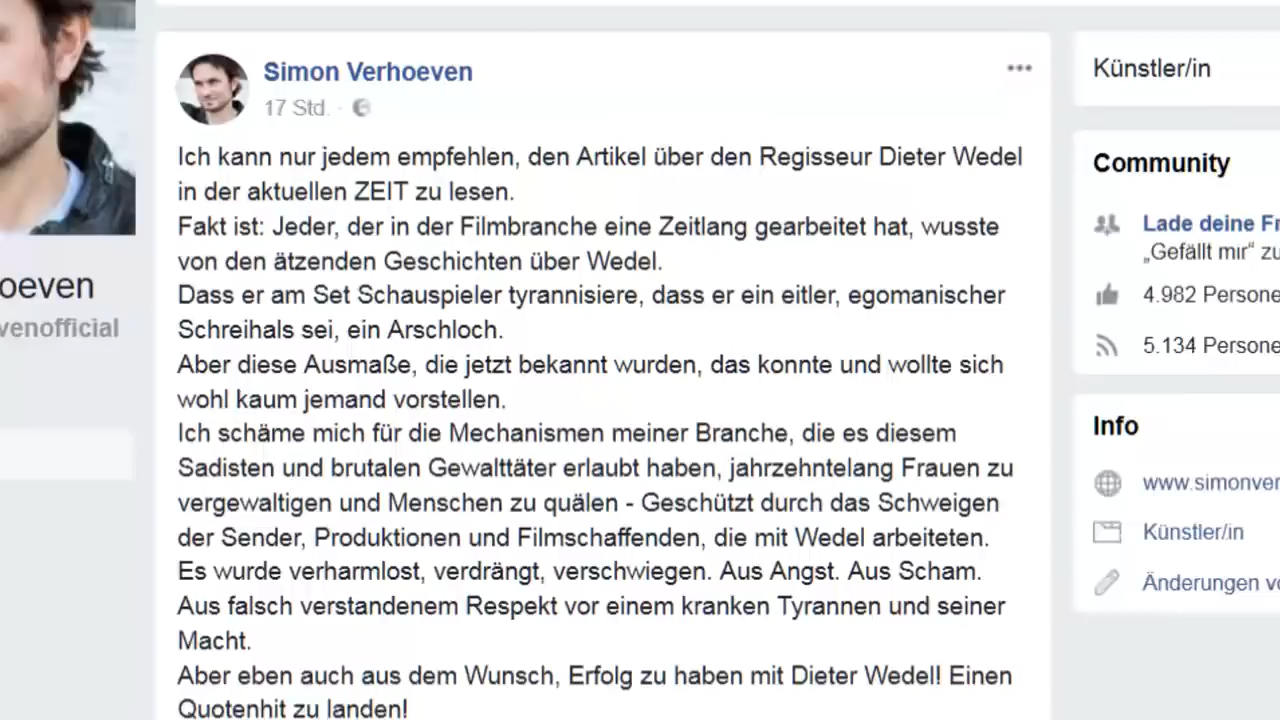 Simon Verhoeven
17 Std. ·
Ich kann nur jedem empfehlen, den Artikel über den Regisseur Dieter Wedel
in der aktuellen ZEIT zu lesen.
Fakt ist: Jeder, der in der Filmbranche eine Zeitlang gearbeitet hat, wusste
von den ätzenden Geschichten über Wedel.
Dass er am Set Schauspieler tyrannisiere, dass er ein eitler, egomanischer
Schreihals sei, ein Arschloch.
Aber diese Ausmaße, die jetzt bekannt wurden, das konnte und wollte sich
wohl kaum jemand vorstellen.
Ich schäme mich für die Mechanismen meiner Branche, die es diesem
Sadisten und brutalen Gewalttäter erlaubt haben, jahrzehntelang Frauen zu
vergewaltigen und Menschen zu quälen - Geschützt durch das Schweigen
der Sender, Produktionen und Filmschaffenden, die mit Wedel arbeiteten.
Es wurde verharmlost, verdrängt, verschwiegen. Aus Angst. Aus Scham.
Aus falsch verstandenem Respekt vor einem kranken Tyrannen und seiner
Macht.
Aber eben auch aus dem Wunsch, Erfolg zu haben mit Dieter Wedel! Einen
Quotenhit zu landen!
oeven
venofficial
Künstler/in
Community
Lade deine Fr
„Gefällt mir“ zu
4.982 Persone
5.134 Persone
Info
www.simonver
Künstler/in
Änderungen vo